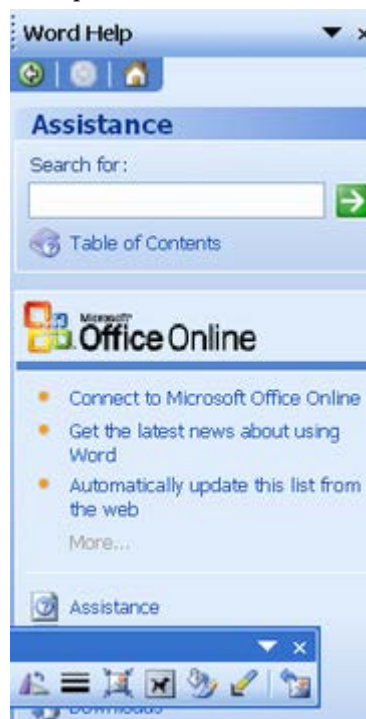 Word Help
Assistance
Search for:
Table of Contents
Microsoft
Office Online
Connect to Microsoft Office Online
Get the latest news about using
Word
Automatically update this list from
the web
More...
Assistance
Downloads